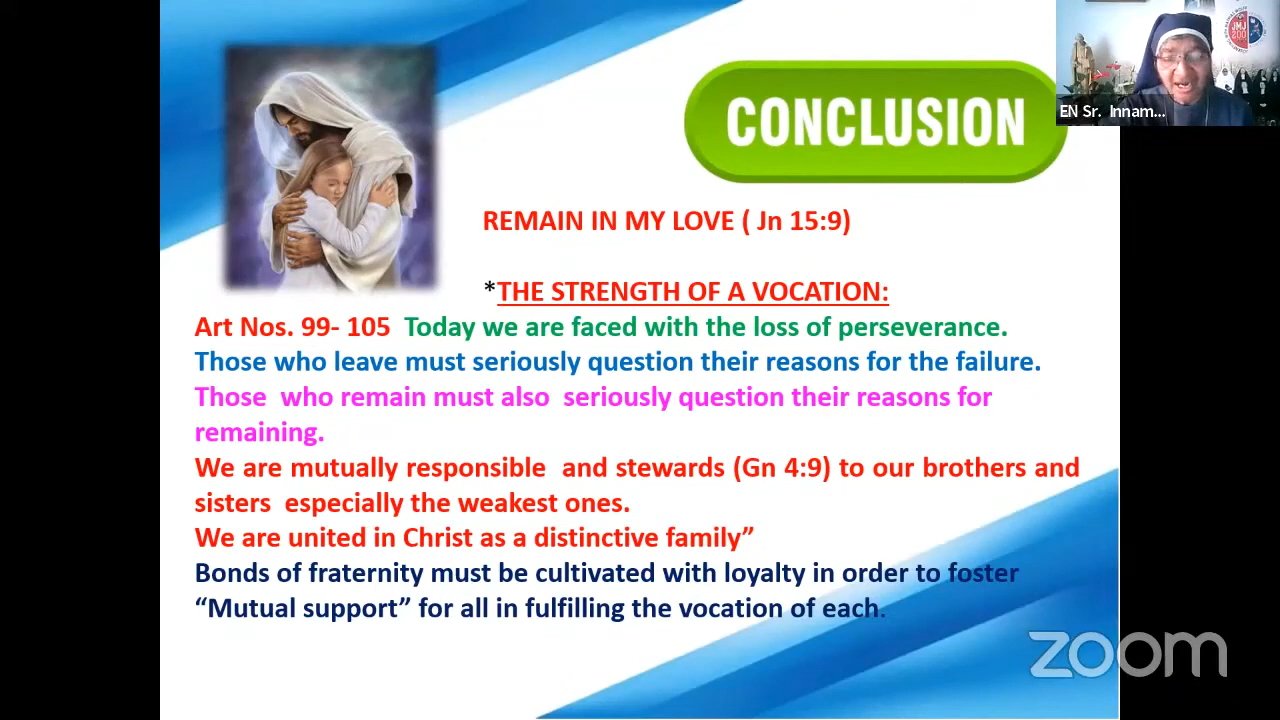 CONCLUSION
JMJ
200
EN Sr. Innam...
REMAIN IN MY LOVE ( Jn 15:9)
*THE STRENGTH OF A VOCATION:
Art Nos. 99- 105 Today we are faced with the loss of perseverance.
Those who leave must seriously question their reasons for the failure.
Those who remain must also seriously question their reasons for
remaining.
We are mutually responsible and stewards (Gn 4:9) to our brothers and
sisters especially the weakest ones.
We are united in Christ as a distinctive family”
Bonds of fraternity must be cultivated with loyalty in order to foster
“Mutual support” for all in fulfilling the vocation of each.
zoom